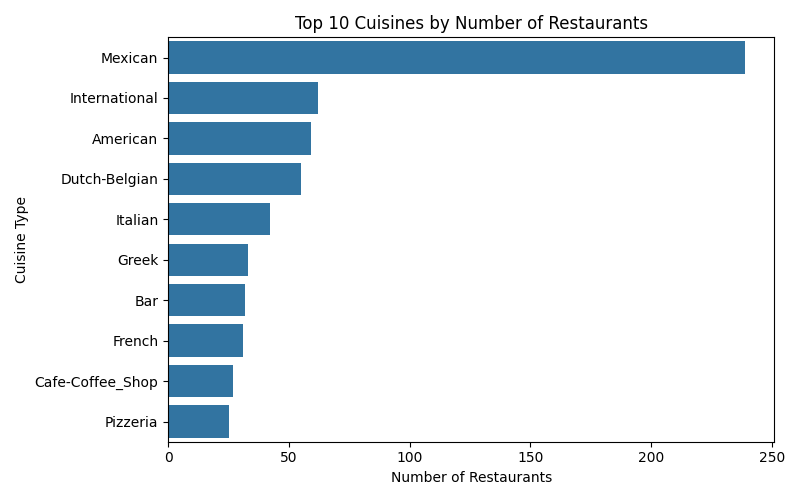 Top 10 Cuisines by Number of Restaurants
Cuisine Type
Mexican
International
American
Dutch-Belgian
Italian
Greek
Bar
French
Cafe-Coffee_Shop
Pizzeria
0 50 100 150 200 250
Number of Restaurants